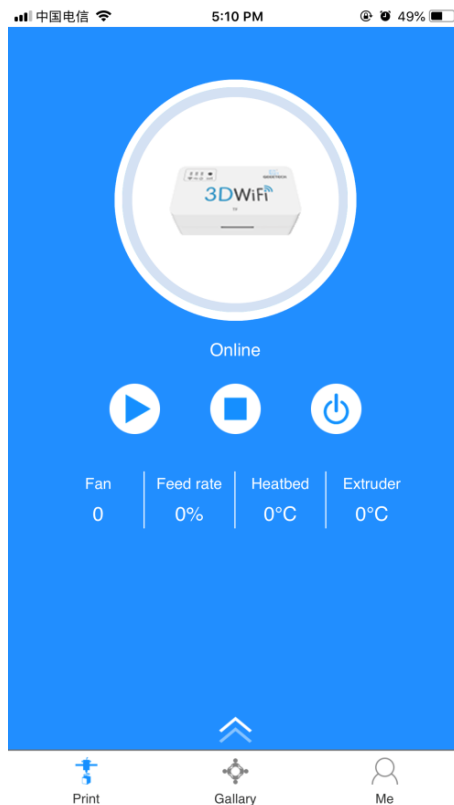 中国电信 5:10 PM 49%
3DWiFi
Online
Fan Feed rate Heatbed Extruder
0 0% 0°C 0°C
Print Gallary Me